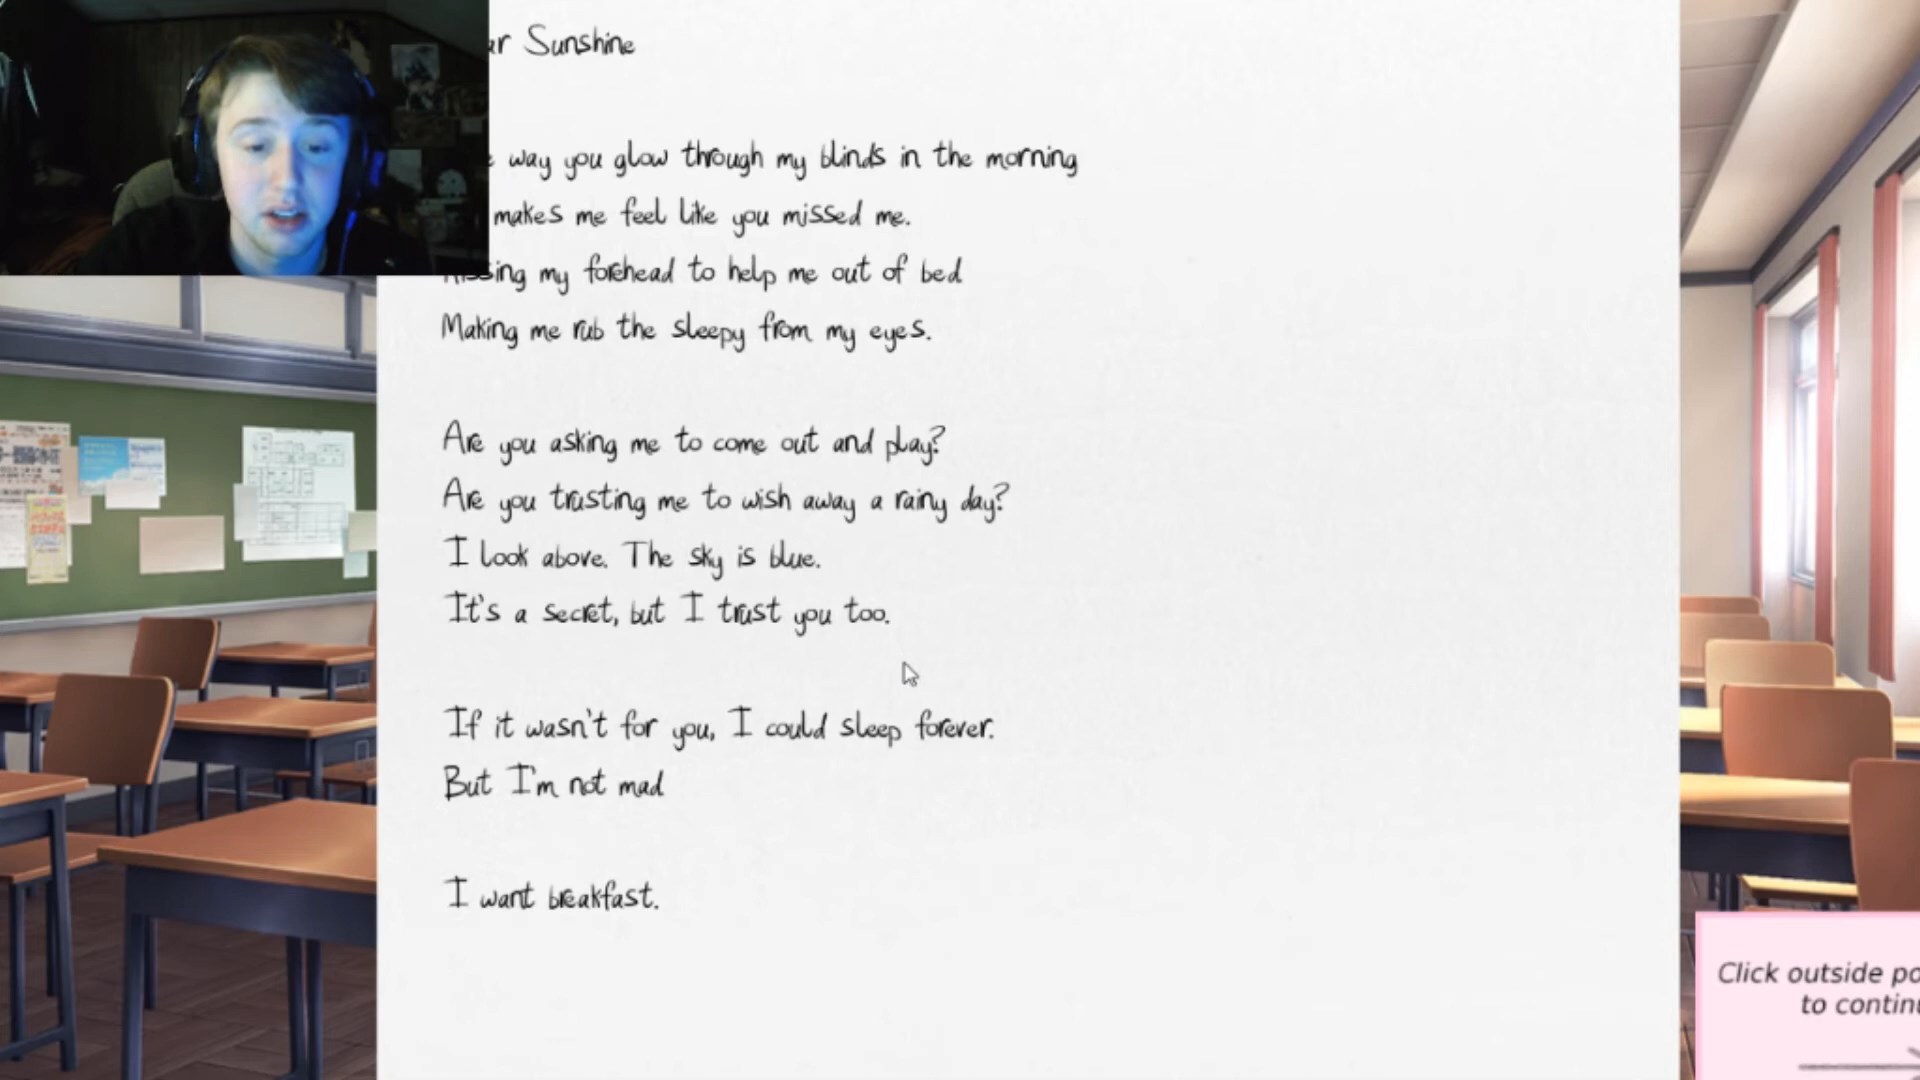 Sunshine
way you glow through my blinds in the morning
makes me feel like you missed me.
my forehead to help me out of bed
Making me rub the sleepy from my eyes.
Are you asking me to come out and play?
Are you trusting me to wish away a rainy day?
I look above. The sky is blue.
It's a secret, but I trust you too.
If it wasn't for you, I could sleep forever.
But I'm not mad
I want breakfast.
Click outside
to